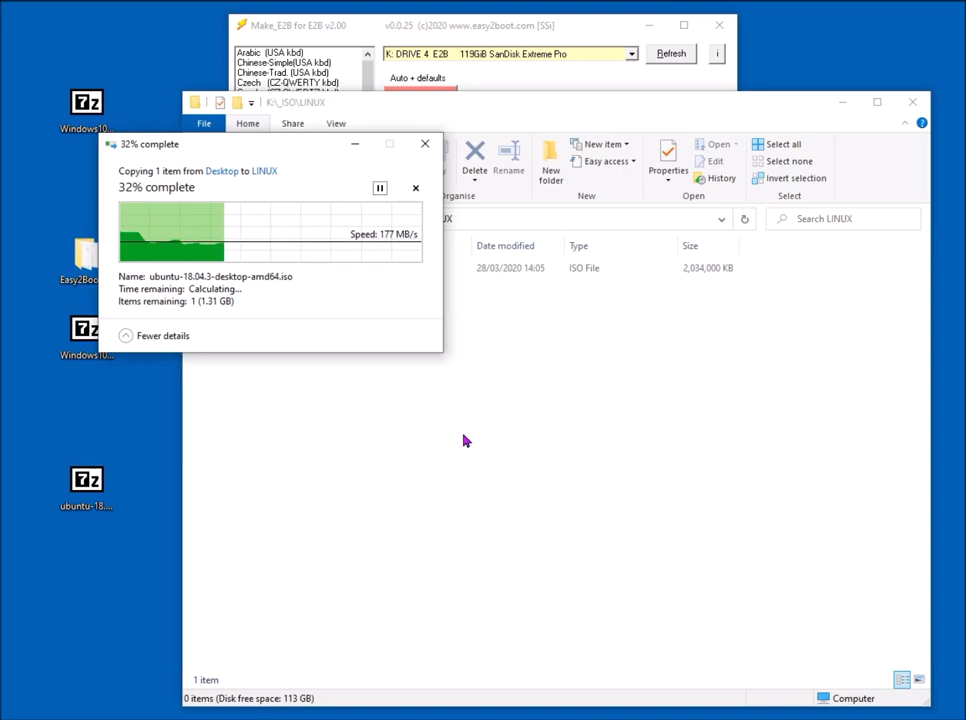 Make_E2B for E2B v2.00 v0.0.25 (c)2020 www.easy2boot.com [SSi]
Arabic (USA kbd)
Chinese-Simple(USA kbd)
Chinese-Trad. (USA kbd)
Czech (CZ-QWERTY kbd)
K: DRIVE 4 E2B 119GiB SanDisk Extreme Pro
Refresh
i
Auto + defaults
K:\_ISO\LINUX
File Home Share View
Delete
Rename
New folder
New item
Easy access
Properties
Open
Edit
History
Select all
Select none
Invert selection
Organise New Open Select
UX
Search LINUX
Date modified Type Size
28/03/2020 14:05 ISO File 2,034,000 KB
32% complete
Copying 1 item from Desktop to LINUX
32% complete
Speed: 177 MB/s
Name: ubuntu-18.04.3-desktop-amd64.iso
Time remaining: Calculating...
Items remaining: 1 (1.31 GB)
Fewer details
7z
Windows10...
Easy2Boo
7z
Windows10...
7z
ubuntu-18....
1 item
0 items (Disk free space: 113 GB)
Computer